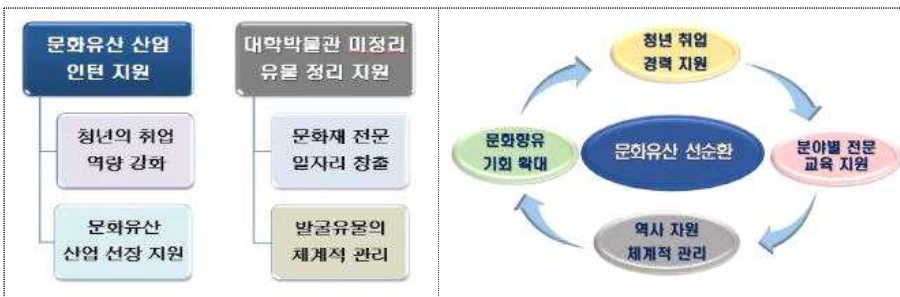 문화유산 산업
인턴 지원
청년의 취업
역량 강화
문화유산
산업 선장 지원
대학박물관 미정리
유물 정리 지원
문화재 전문
일자리 창출
발굴유물의
체계적 관리
청년 취업
경력 지원
분야별 전문
교육 지원
역사 자원
체계적 관리
문화향유
기회 확대
문화유산 선순환